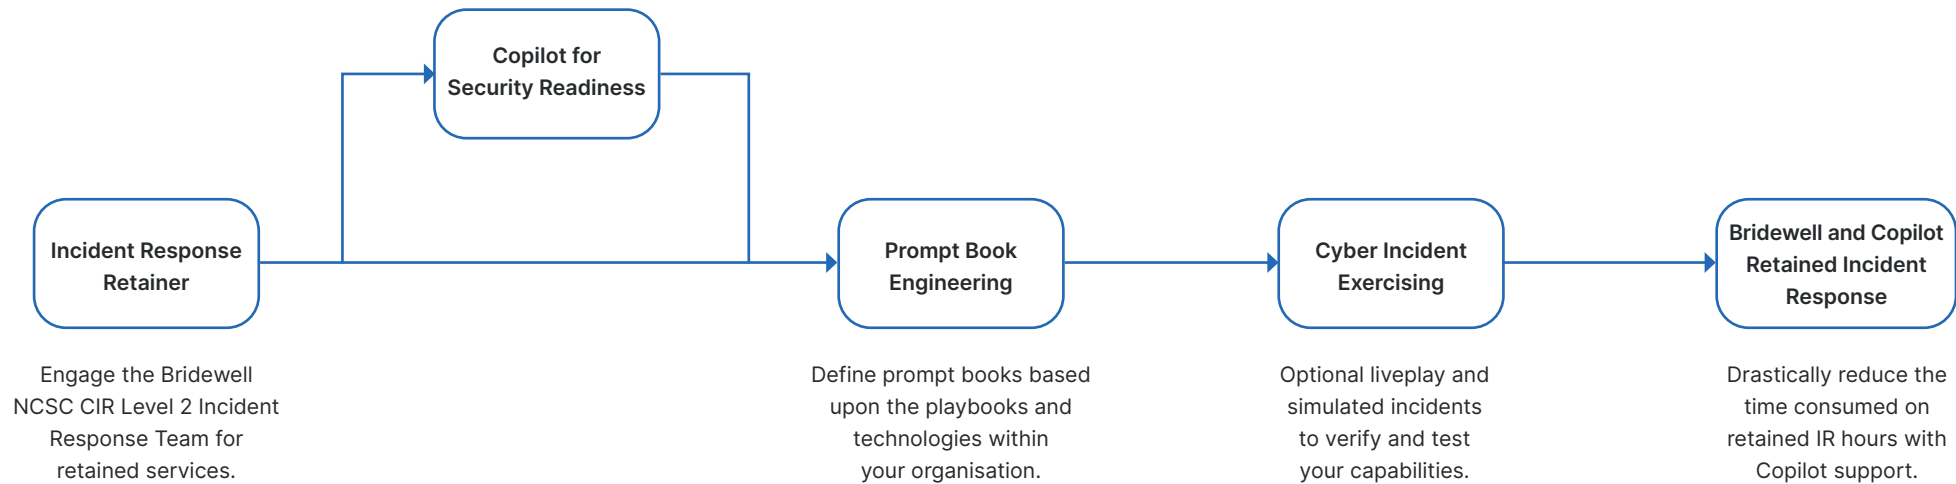 Copilot for
Security Readiness
Incident Response
Retainer
Engage the Bridewell
NCSC CIR Level 2 Incident
Response Team for
retained services.
Prompt Book
Engineering
Define prompt books based
upon the playbooks and
technologies within
your organisation.
Cyber Incident
Exercising
Optional liveplay and
simulated incidents
to verify and test
your capabilities.
Bridewell and Copilot
Retained Incident
Response
Drastically reduce the
time consumed on
retained IR hours with
Copilot support.